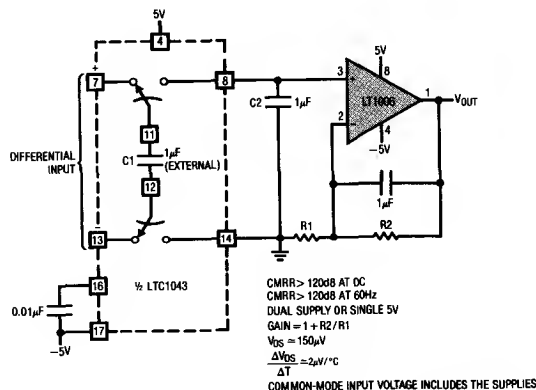 5V
4
+
7
8
5V
3
+
8
LT1006
1
VOUT
C2
1µF
11
2
−
4
−5V
DIFFERENTIAL
INPUT
C1
1µF
(EXTERNAL)
12
1µF
−
13
14
R1
R2
16
½ LTC1043
0.01µF
17
−5V
CMRR > 120dB AT DC
CMRR > 120dB AT 60Hz
DUAL SUPPLY OR SINGLE 5V
GAIN = 1 + R2/R1
VOS ≃ 150µV
ΔVOS
ΔT
≃ 2µV/°C
COMMON-MODE INPUT VOLTAGE INCLUDES THE SUPPLIES